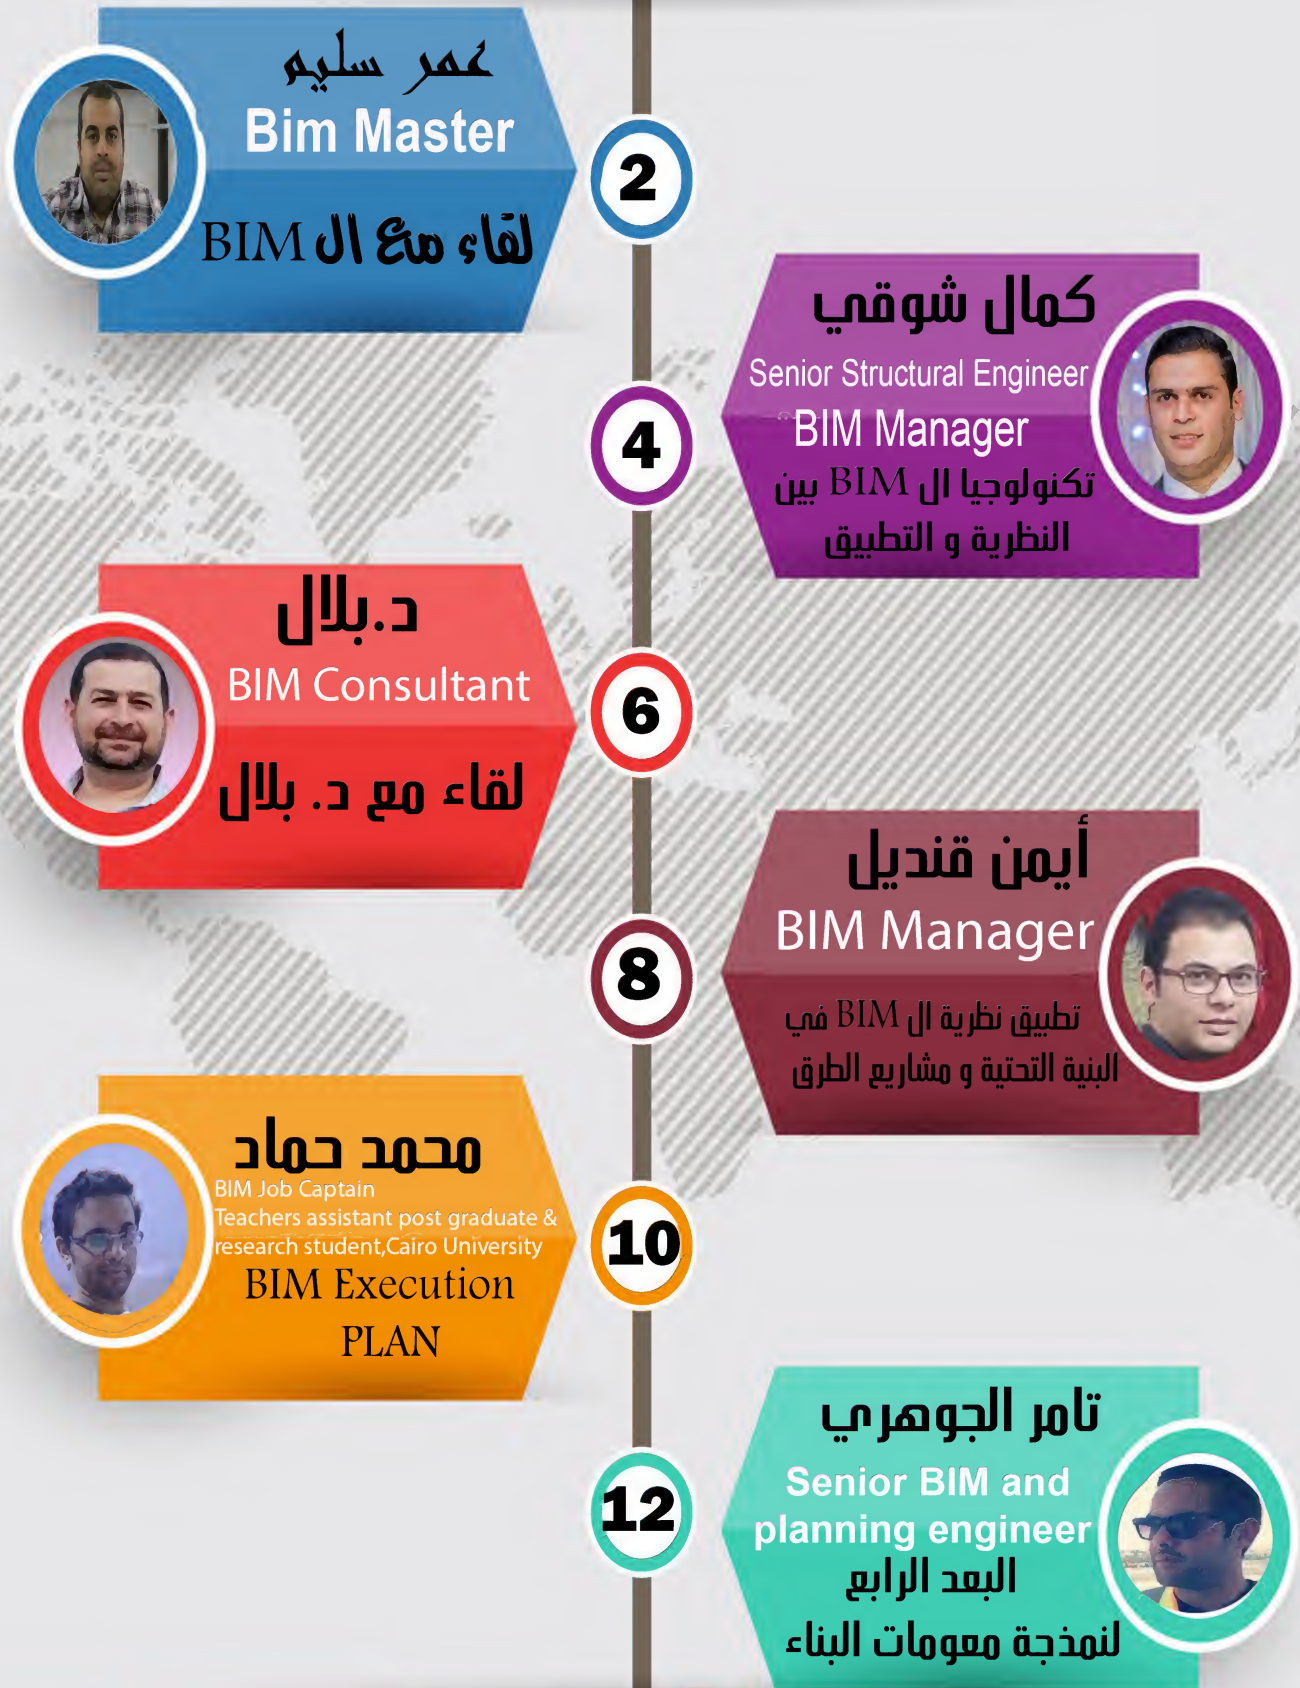 عمر سليم
Bim Master
لقاء مع ال BIM
2
كمال شوقي
Senior Structural Engineer
BIM Manager
تكنولوجيا ال BIM بين
النظرية و التطبيق
4
د.بلال
BIM Consultant
لقاء مع د. بلال
6
أيمن قنديل
BIM Manager
تطبيق نظرية ال BIM في
البنية التحتية و مشاريع الطرق
8
محمد حماد
BIM Job Captain
Teachers assistant post graduate &
research student,Cairo University
BIM Execution
PLAN
10
تامر الجوهري
Senior BIM and
planning engineer
البعد الرابع
لنمذجة معومات البناء
12